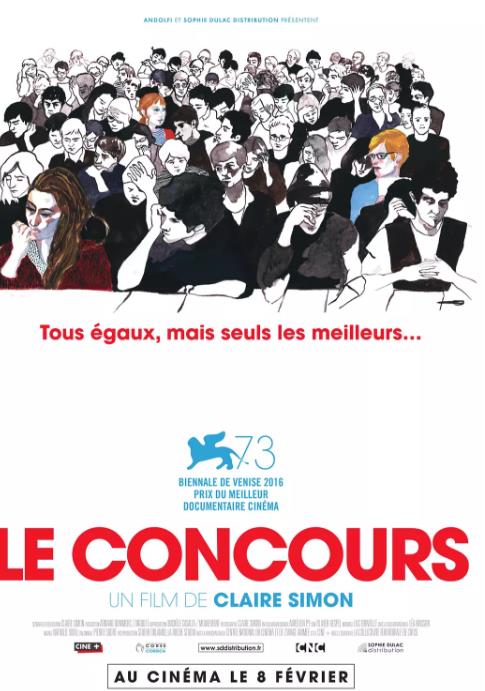 ANDOLFI ET SOPHIE DULAC DISTRIBUTION PRÉSENTENT
Tous égaux, mais seuls les meilleurs...
73
BIENNALE DE VENISE 2016
PRIX DU MEILLEUR
DOCUMENTAIRE CINÉMA
LE CONCOURS
UN FILM DE CLAIRE SIMON
CINE + CORSE CORSICA www.sddistribution.fr CNC SOPHIE DULAC distribution
AU CINÉMA LE 8 FÉVRIER